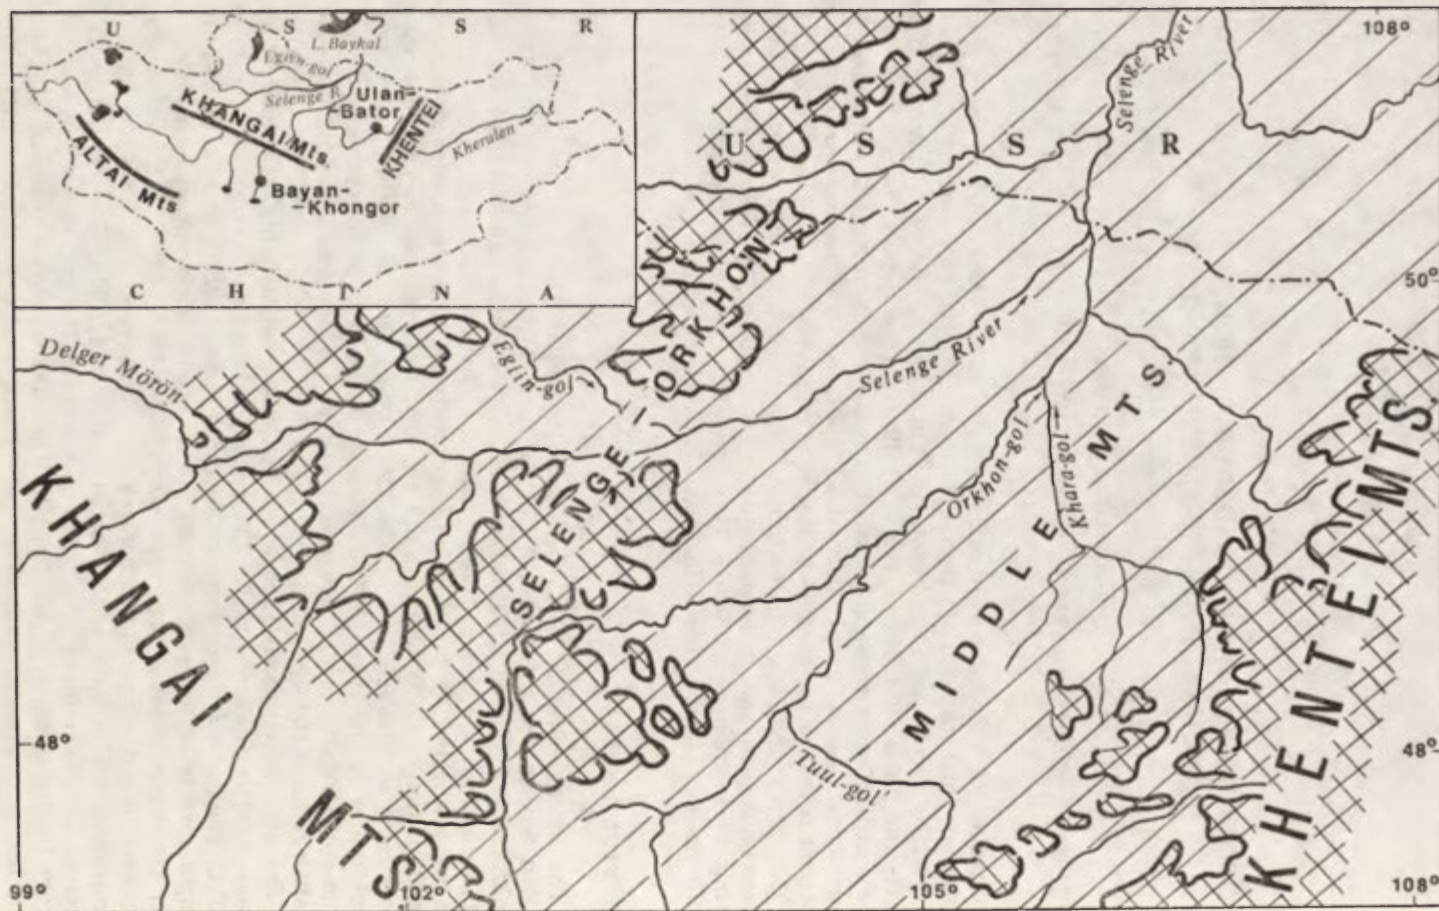 U S S R
L. Baykal
Egiyn-gol
Selenge R.
Ulan-
-Bator
KHANGAI Mts.
KHENTEI
Kherulen
ALTAI Mts
Bayan-
-Khongor
C H I N A
108°
Selenge River
U S S R
50°
Delger Mörön
Egiin-gol
SELENGE - ORKHON
Selenge River
Orkhon-gol
Khara-gol
MIDDLE MTS.
KHANGAI MTS
KHENTEI MTS.
48°
48°
Tuul-gol
99°
102°
105°
108°